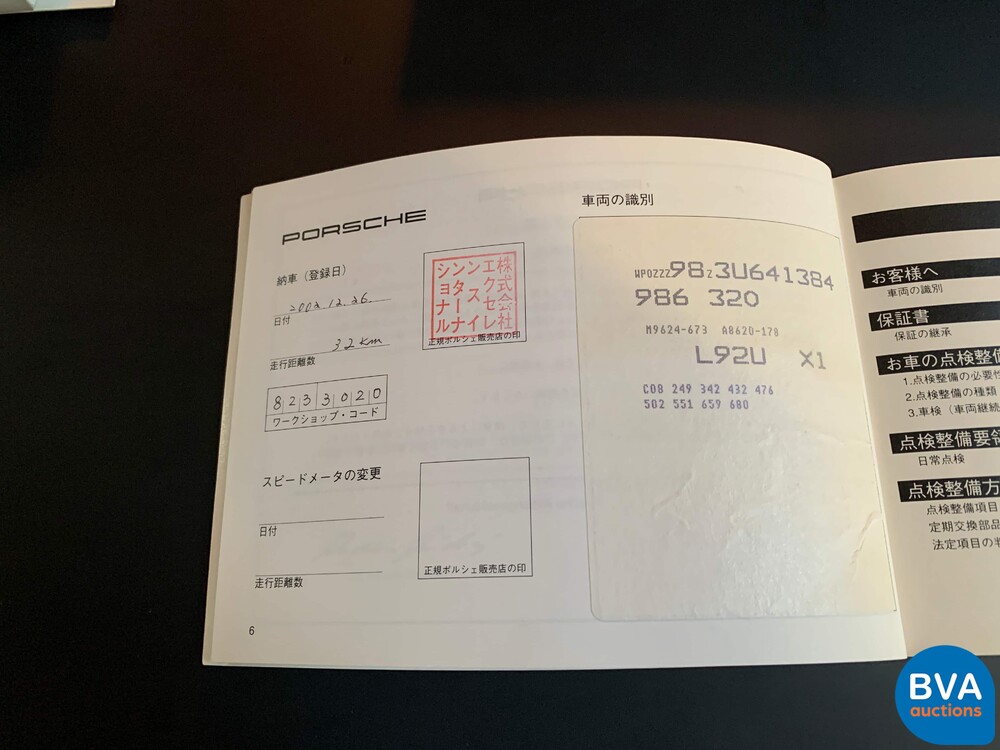 PORSCHE
納車（登録日）
2002.12.26
日付
32km
走行距離数
8233020
ワークショップ・コード
株式会社
エクセレ
ンスイ
ンターナ
ショナル
正規ポルシェ販売店の印
スピードメータの変更
日付
走行距離数
正規ポルシェ販売店の印
6
車両の識別
WP0ZZZ98Z3U641384
986 320
M9624-673 A8620-178
L92U X1
C0B 249 342 432 476
502 551 659 680
お客様へ
車両の識別
保証書
保証の継承
お車の点検整備
1.点検整備の必要性
2.点検整備の種類
3.車検（車両継続
点検整備要領
日常点検
点検整備方
点検整備項目
定期交換部品
法定項目の
BVA
auctions